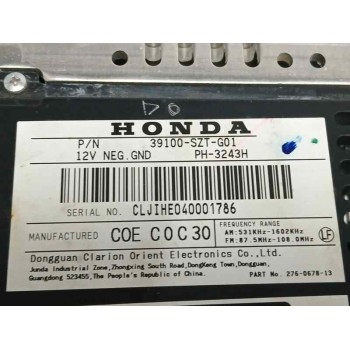 DO
HONDA
P/N 39100-SZT-G01
12V NEG.GND PH-3243H
SERIAL NO. CLJIHE040001786
MANUFACTURED COE COC30
FREQUENCY RANGE
AM:531KHz-1602KHz
FM:87.5MHz-108.0MHz
LF
Dongguan Clarion Orient Electronics Co.,Ltd.
Junda Industrial Zone,Zhongxing South Road,DongKeng Town,Dongguan,
Guangdong 523455,The People's Republic of China.
PART No. 276-0678-13